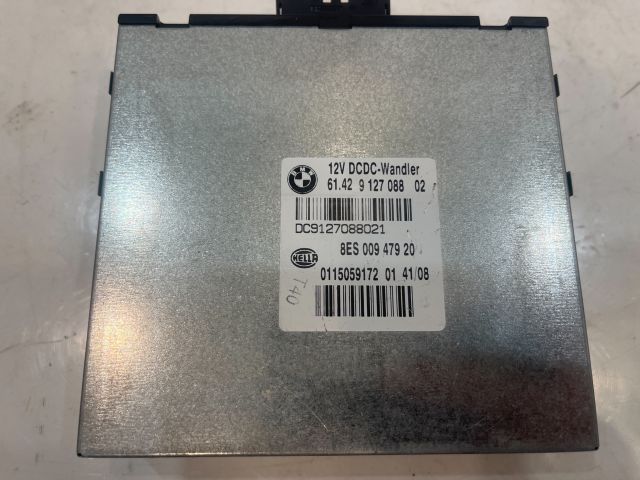 BMW
12V DCDC-Wandler
61.42 9 127 088 02
DC9127088021
8ES 009 479 20
HELLA
0115059172 01 41/08
T40